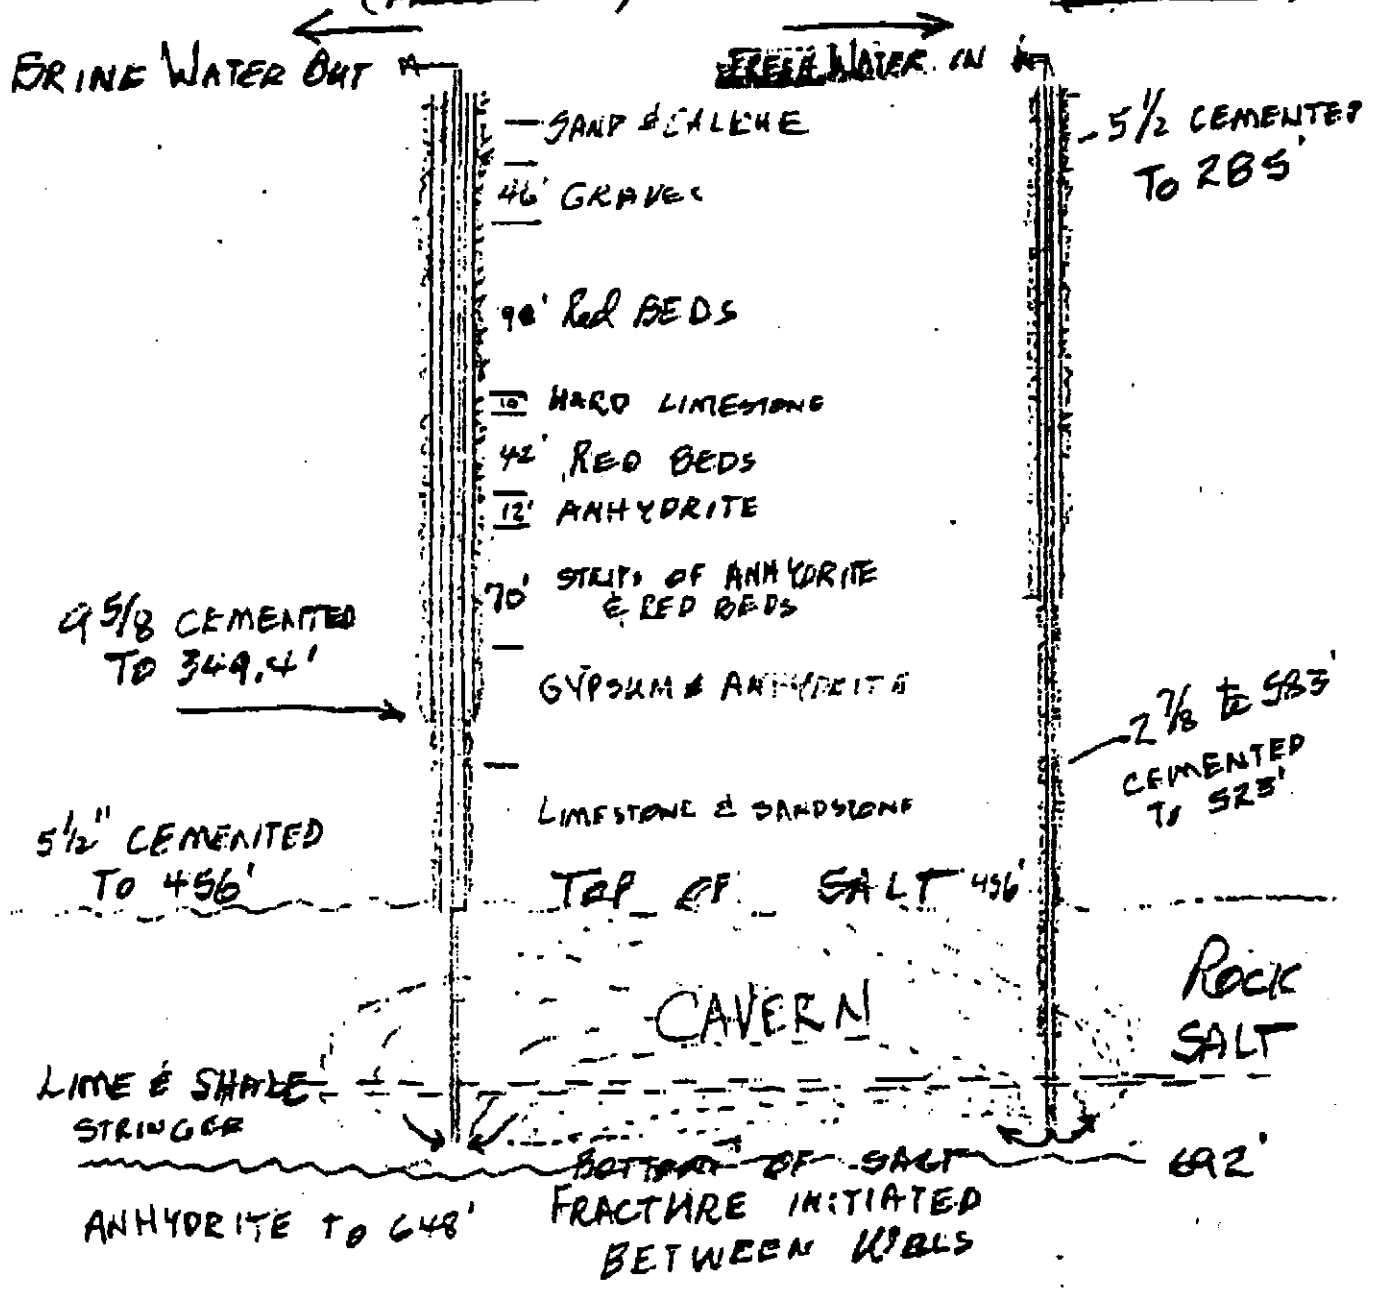 BRINE WATER OUT
FRESH WATER IN
SAND & CALICHE
5 1/2 CEMENTED
TO 285'
46' GRAVEL
Red BEDS
10 HARD LIMESTONE
42' RED BEDS
12' ANHYDRITE
70' STRIPS OF ANHYDRITE
& RED BEDS
9 5/8 CEMENTED
TO 349.4'
GYPSUM & ANHYDRITE
2 7/8 to 583'
CEMENTED
TO 523'
LIMESTONE & SANDSTONE
5 1/2" CEMENTED
TO 456'
TOP OF SALT 456'
ROCK
SALT
CAVERN
LIME & SHALE
STRINGER
BOTTOM OF SALT
692'
ANHYDRITE TO 648'
FRACTURE INITIATED
BETWEEN WELLS